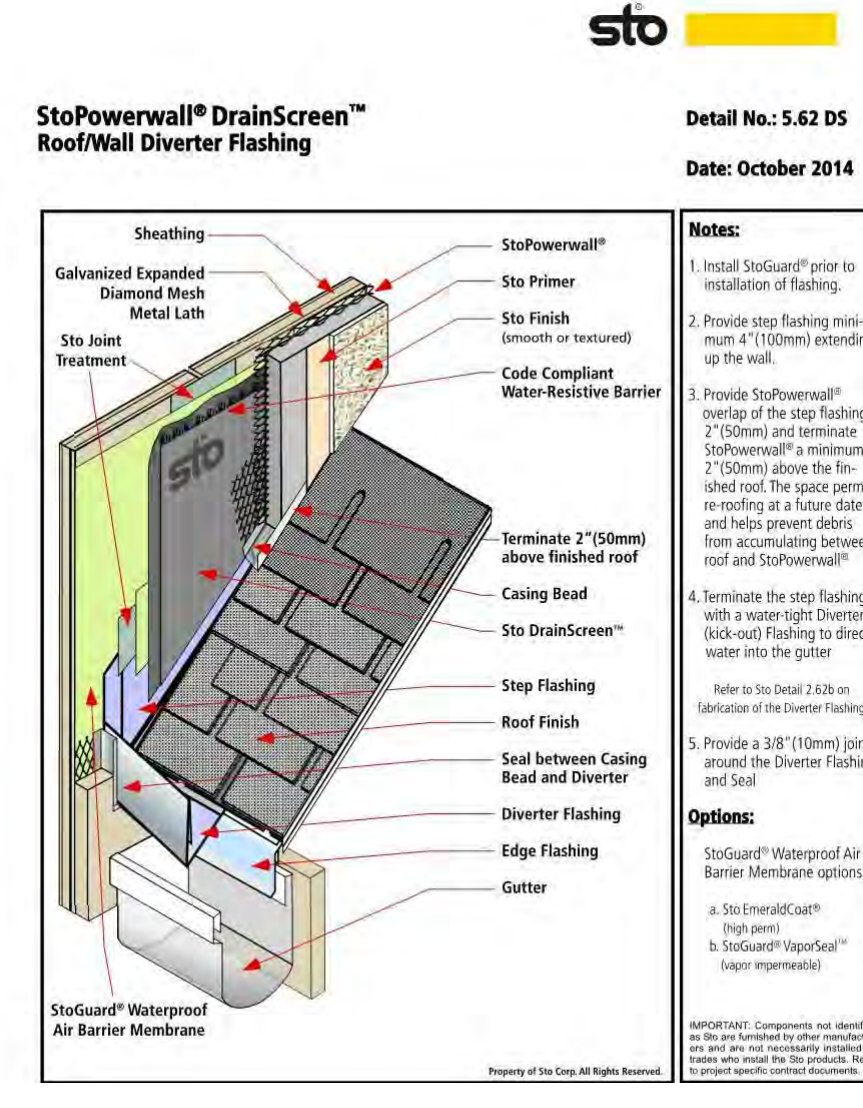 sto
StoPowerwall® DrainScreen™
Roof/Wall Diverter Flashing
Detail No.: 5.62 DS
Date: October 2014
Sheathing
Galvanized Expanded
Diamond Mesh
Metal Lath
Sto Joint
Treatment
StoPowerwall®
Sto Primer
Sto Finish
(smooth or textured)
Code Compliant
Water-Resistive Barrier
sto
Terminate 2"(50mm)
above finished roof
Casing Bead
Sto DrainScreen™
Step Flashing
Roof Finish
Seal between Casing
Bead and Diverter
Diverter Flashing
Edge Flashing
Gutter
StoGuard® Waterproof
Air Barrier Membrane
Property of Sto Corp. All Rights Reserved.
Notes:
1. Install StoGuard® prior to
installation of flashing.
2. Provide step flashing mini-
mum 4"(100mm) extendin
up the wall.
3. Provide StoPowerwall®
overlap of the step flashing
2"(50mm) and terminate
StoPowerwall® a minimum
2"(50mm) above the fin-
ished roof. The space perm
re-roofing at a future date
and helps prevent debris
from accumulating betwee
roof and StoPowerwall®
4. Terminate the step flashing
with a water-tight Diverter
(kick-out) Flashing to direc
water into the gutter
Refer to Sto Detail 2.62b on
fabrication of the Diverter Flashing
5. Provide a 3/8"(10mm) join
around the Diverter Flashin
and Seal
Options:
StoGuard® Waterproof Air
Barrier Membrane options
a. Sto EmeraldCoat®
(high perm)
b. StoGuard® VaporSeal™
(vapor impermeable)
IMPORTANT: Components not identif
as Sto are furnished by other manufact
ers and are not necessarily installed
trades who install the Sto products. Re
to project specific contract documents.